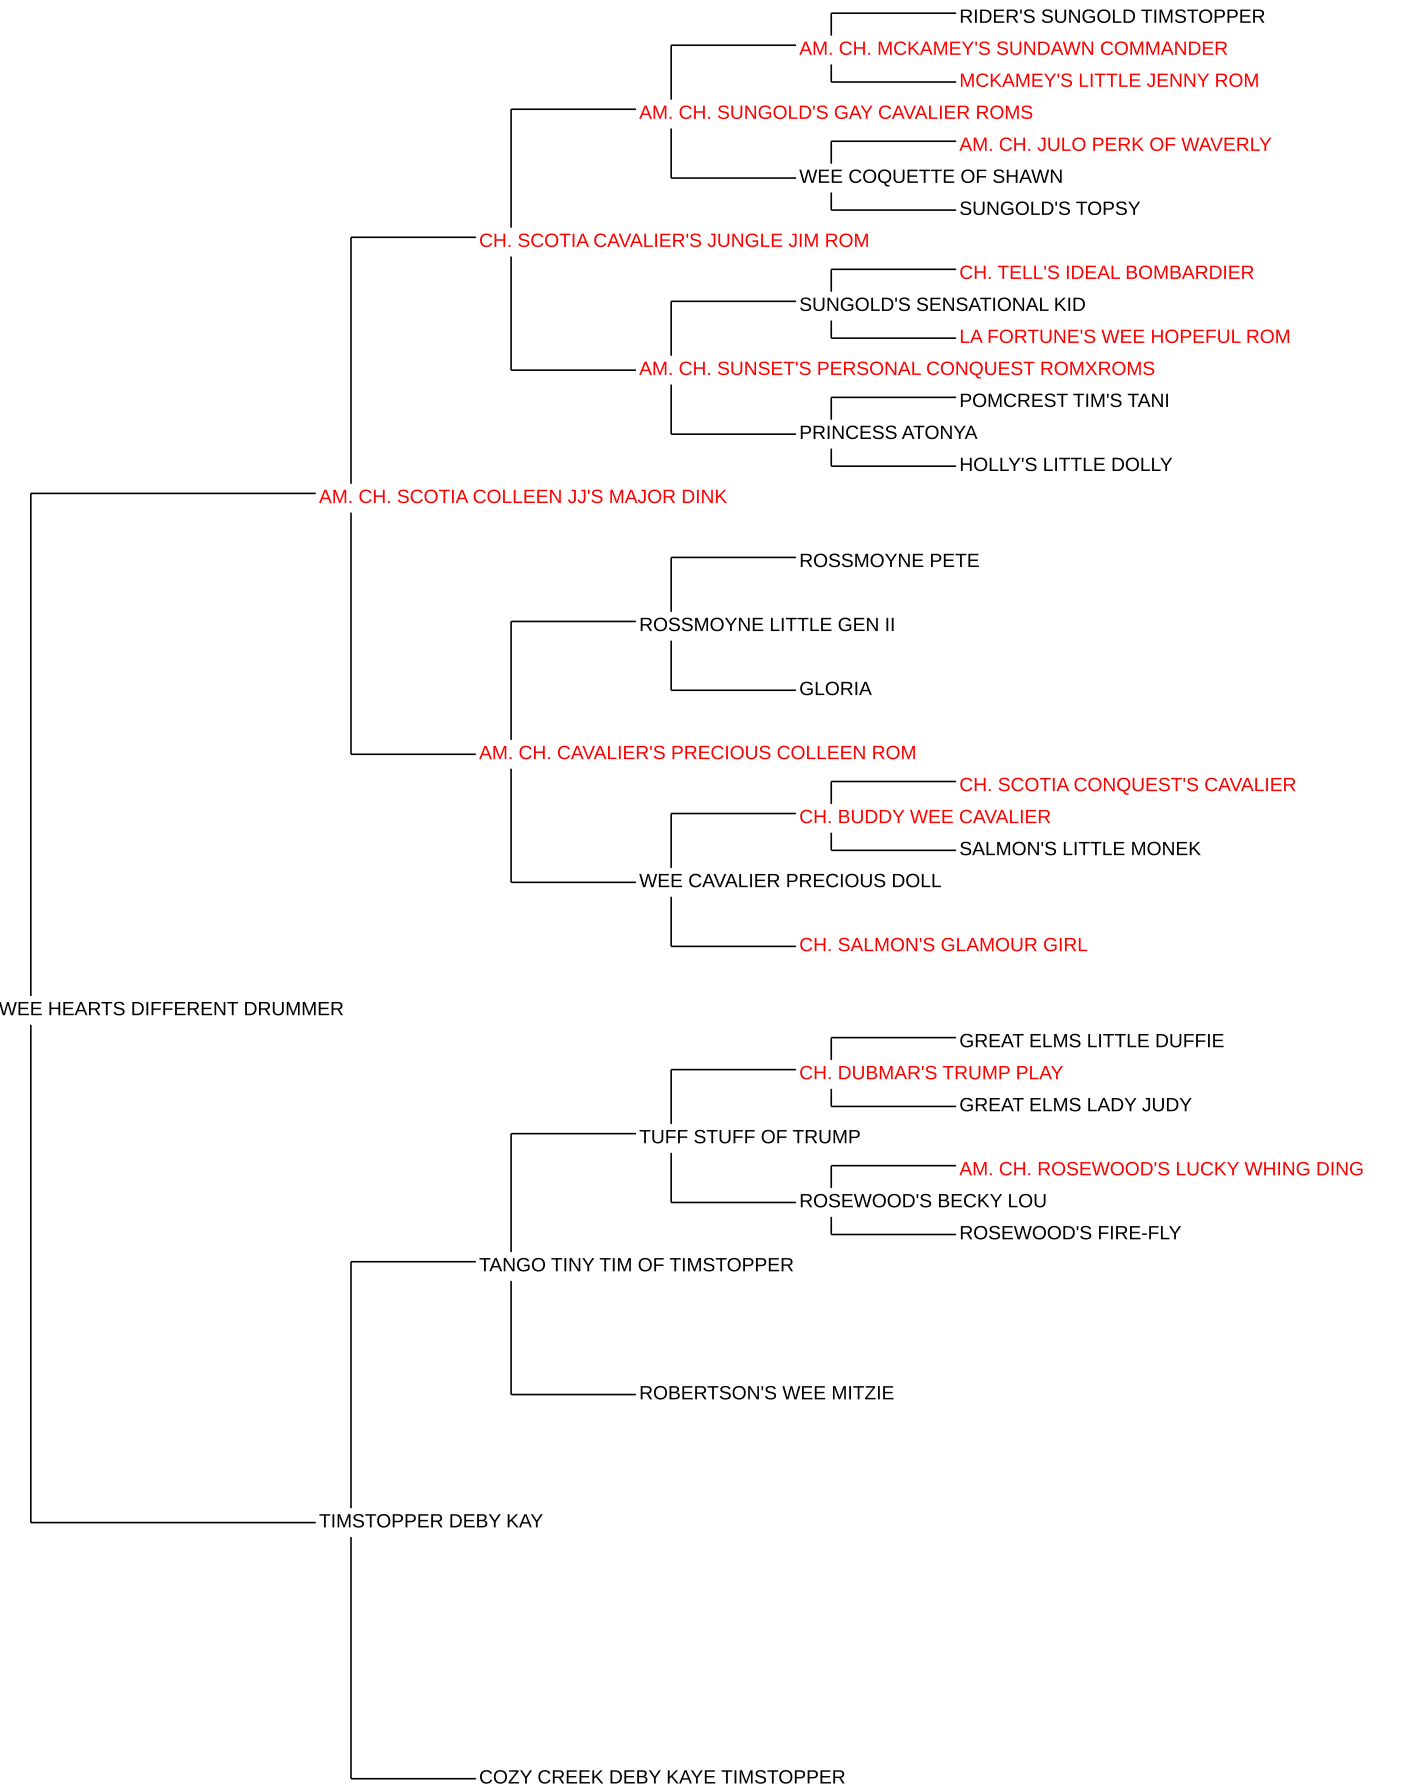 RIDER'S SUNGOLD TIMSTOPPER
AM. CH. MCKAMEY'S SUNDAWN COMMANDER
MCKAMEY'S LITTLE JENNY ROM
AM. CH. SUNGOLD'S GAY CAVALIER ROMS
AM. CH. JULO PERK OF WAVERLY
WEE COQUETTE OF SHAWN
SUNGOLD'S TOPSY
CH. SCOTIA CAVALIER'S JUNGLE JIM ROM
CH. TELL'S IDEAL BOMBARDIER
SUNGOLD'S SENSATIONAL KID
LA FORTUNE'S WEE HOPEFUL ROM
AM. CH. SUNSET'S PERSONAL CONQUEST ROMXROMS
POMCREST TIM'S TANI
PRINCESS ATONYA
HOLLY'S LITTLE DOLLY
AM. CH. SCOTIA COLLEEN JJ'S MAJOR DINK
ROSSMOYNE PETE
ROSSMOYNE LITTLE GEN II
GLORIA
AM. CH. CAVALIER'S PRECIOUS COLLEEN ROM
CH. SCOTIA CONQUEST'S CAVALIER
CH. BUDDY WEE CAVALIER
SALMON'S LITTLE MONEK
WEE CAVALIER PRECIOUS DOLL
CH. SALMON'S GLAMOUR GIRL
WEE HEARTS DIFFERENT DRUMMER
GREAT ELMS LITTLE DUFFIE
CH. DUBMAR'S TRUMP PLAY
GREAT ELMS LADY JUDY
TUFF STUFF OF TRUMP
AM. CH. ROSEWOOD'S LUCKY WHING DING
ROSEWOOD'S BECKY LOU
ROSEWOOD'S FIRE-FLY
TANGO TINY TIM OF TIMSTOPPER
ROBERTSON'S WEE MITZIE
TIMSTOPPER DEBY KAY
COZY CREEK DEBY KAYE TIMSTOPPER